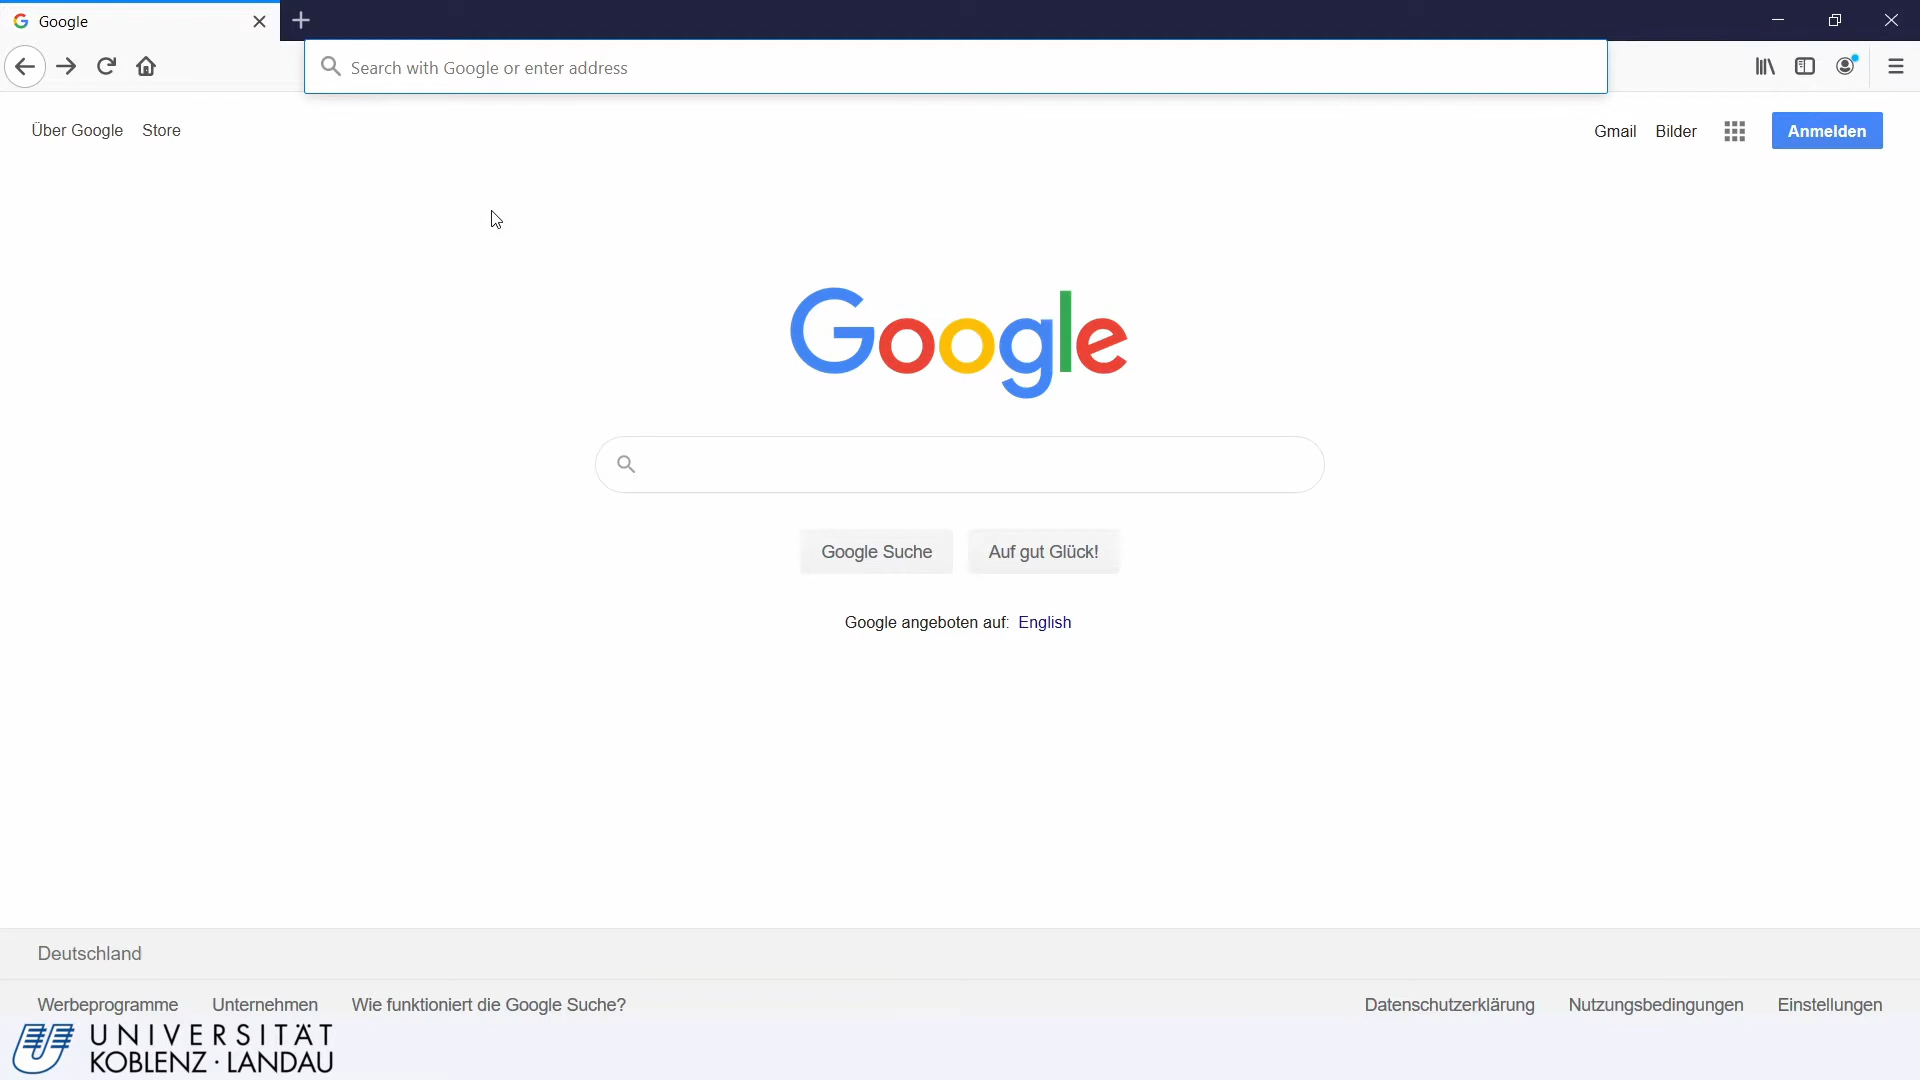 Google
Search with Google or enter address
Über Google Store
Gmail Bilder Anmelden
Google
Google Suche Auf gut Glück!
Google angeboten auf: English
Deutschland
Werbeprogramme Unternehmen Wie funktioniert die Google Suche? Datenschutzerklärung Nutzungsbedingungen Einstellungen
UNIVERSITÄT
KOBLENZ · LANDAU